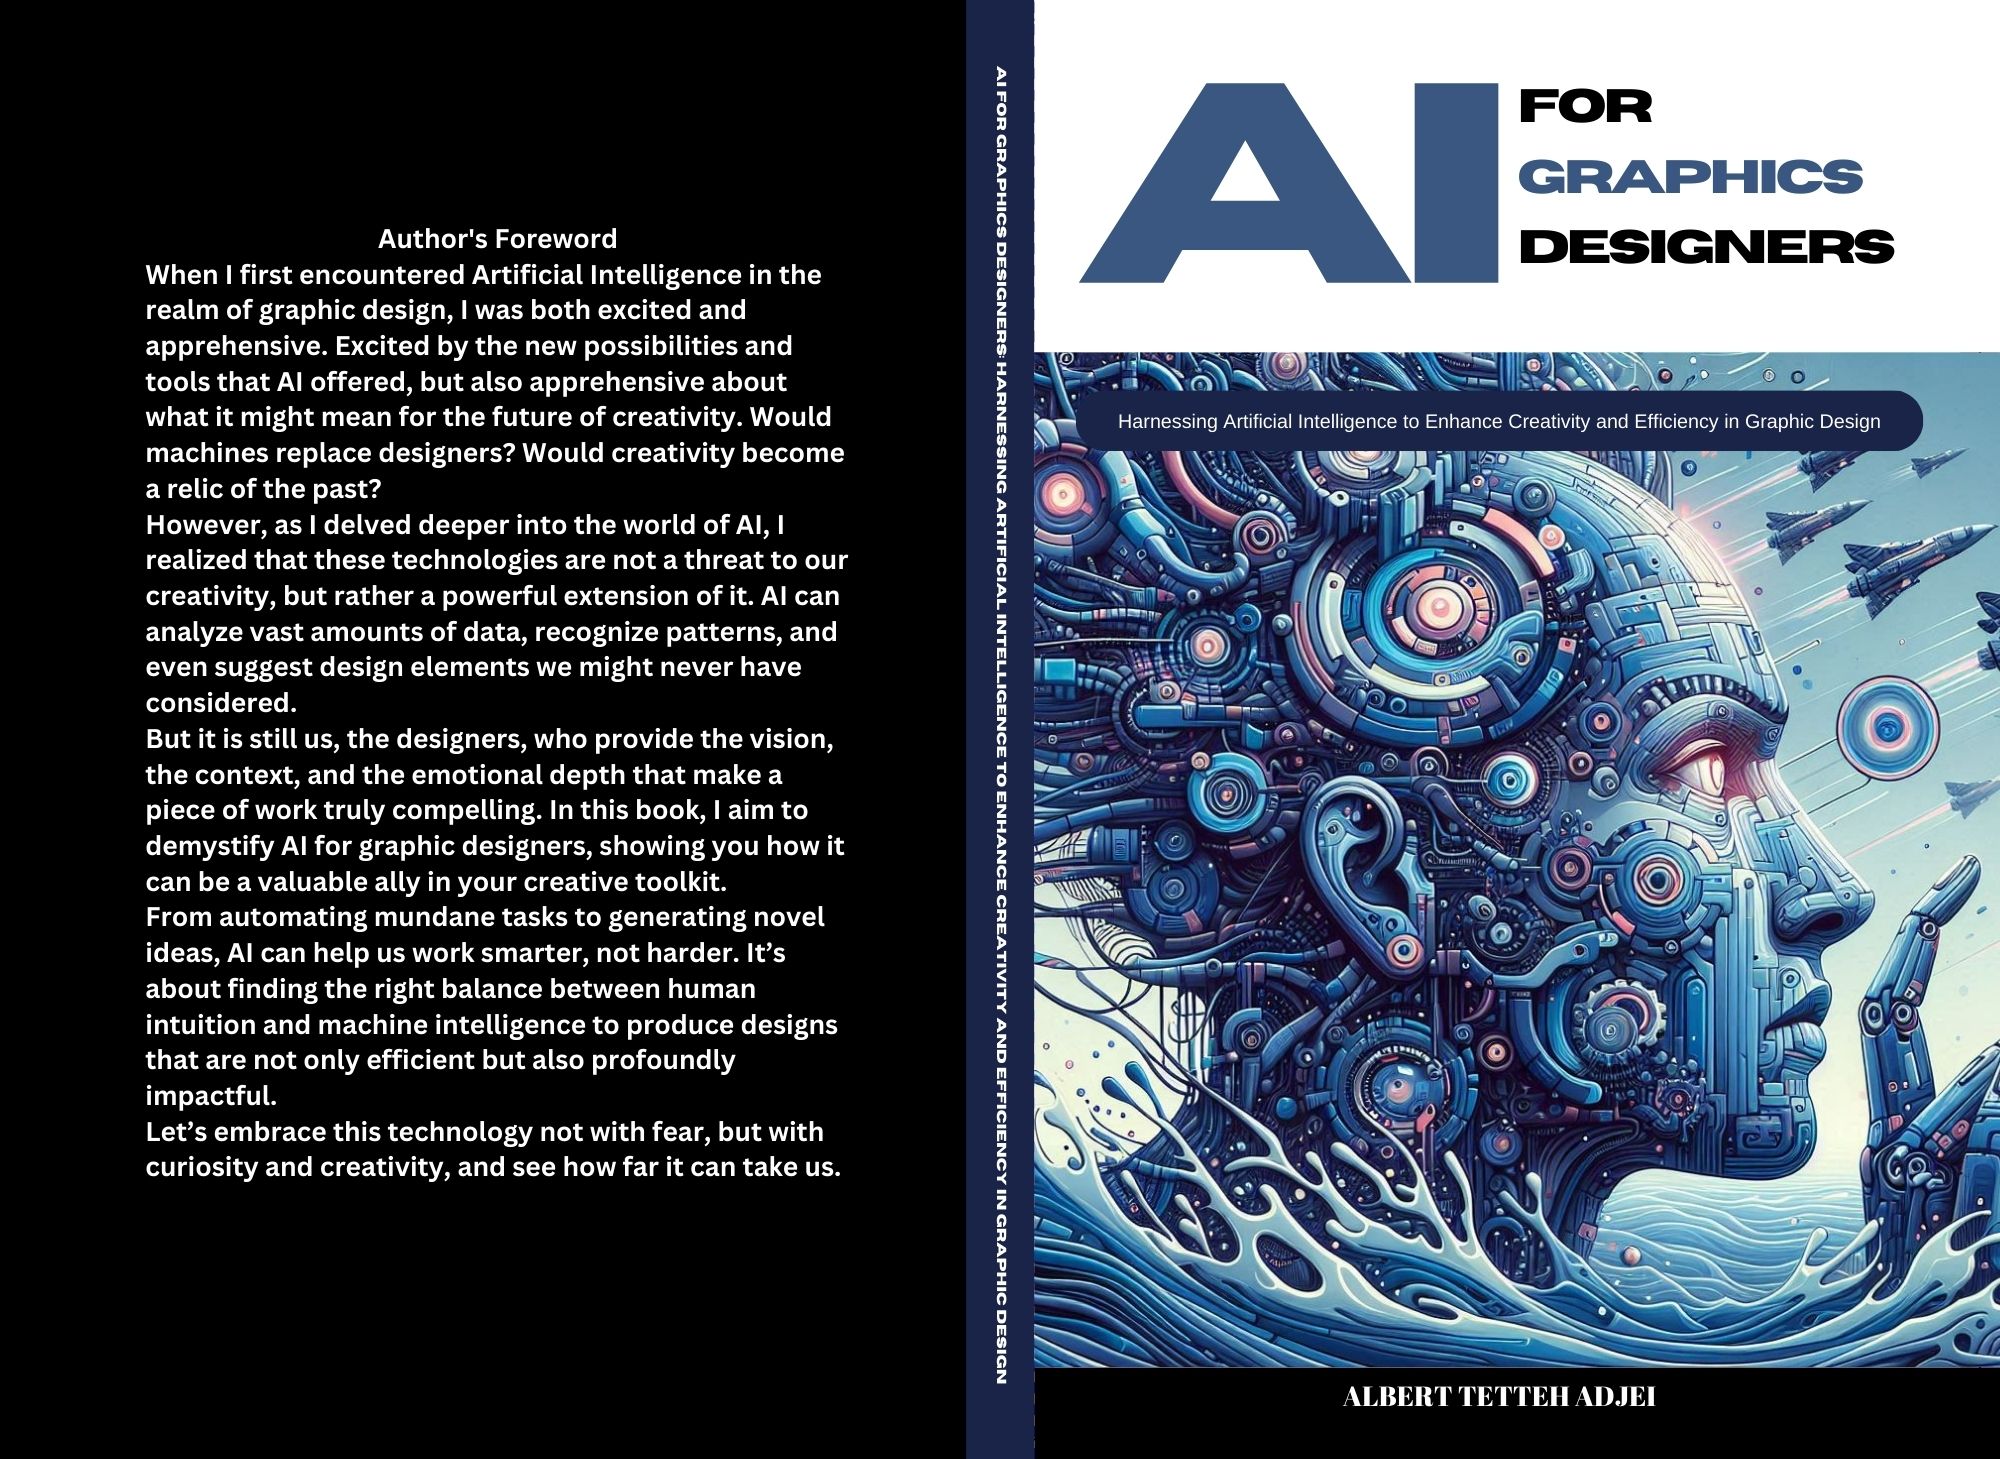 Author's Foreword
When I first encountered Artificial Intelligence in the
realm of graphic design, I was both excited and
apprehensive. Excited by the new possibilities and
tools that AI offered, but also apprehensive about
what it might mean for the future of creativity. Would
machines replace designers? Would creativity become
a relic of the past?
However, as I delved deeper into the world of AI, I
realized that these technologies are not a threat to our
creativity, but rather a powerful extension of it. AI can
analyze vast amounts of data, recognize patterns, and
even suggest design elements we might never have
considered.
But it is still us, the designers, who provide the vision,
the context, and the emotional depth that make a
piece of work truly compelling. In this book, I aim to
demystify AI for graphic designers, showing you how it
can be a valuable ally in your creative toolkit.
From automating mundane tasks to generating novel
ideas, AI can help us work smarter, not harder. It’s
about finding the right balance between human
intuition and machine intelligence to produce designs
that are not only efficient but also profoundly
impactful.
Let’s embrace this technology not with fear, but with
curiosity and creativity, and see how far it can take us.
AI FOR GRAPHICS DESIGNERS: HARNESSING ARTIFICIAL INTELLIGENCE TO ENHANCE CREATIVITY AND EFFICIENCY IN GRAPHIC DESIGN
AI
FOR
GRAPHICS
DESIGNERS
Harnessing Artificial Intelligence to Enhance Creativity and Efficiency in Graphic Design
ALBERT TETTEH ADJEI